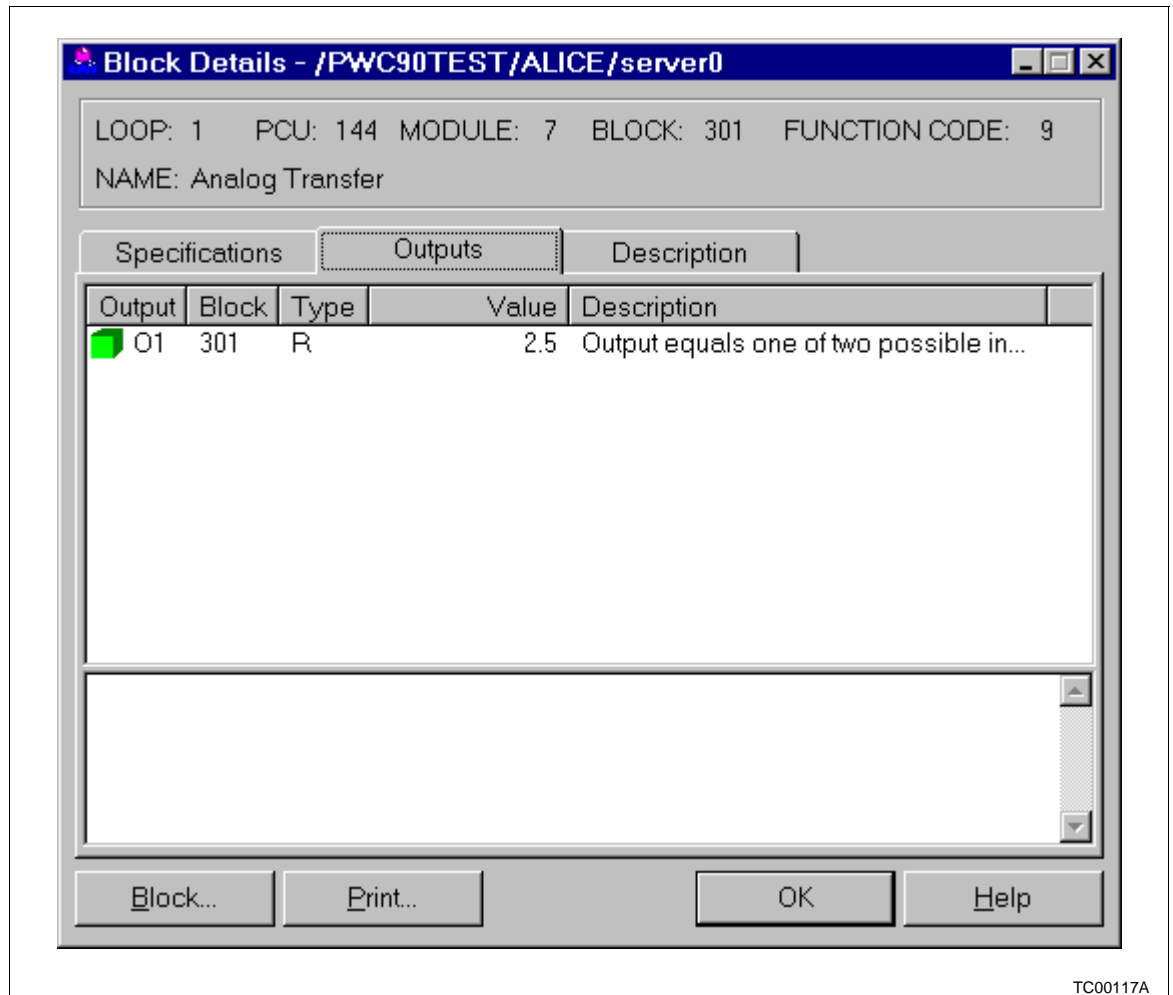 Block Details - /PWC90TEST/ALICE/server0
LOOP: 1 PCU: 144 MODULE: 7 BLOCK: 301 FUNCTION CODE: 9
NAME: Analog Transfer
Specifications Outputs Description
Output Block Type Value Description
O1 301 R 2.5 Output equals one of two possible in...
Block... Print... OK Help
TC00117A